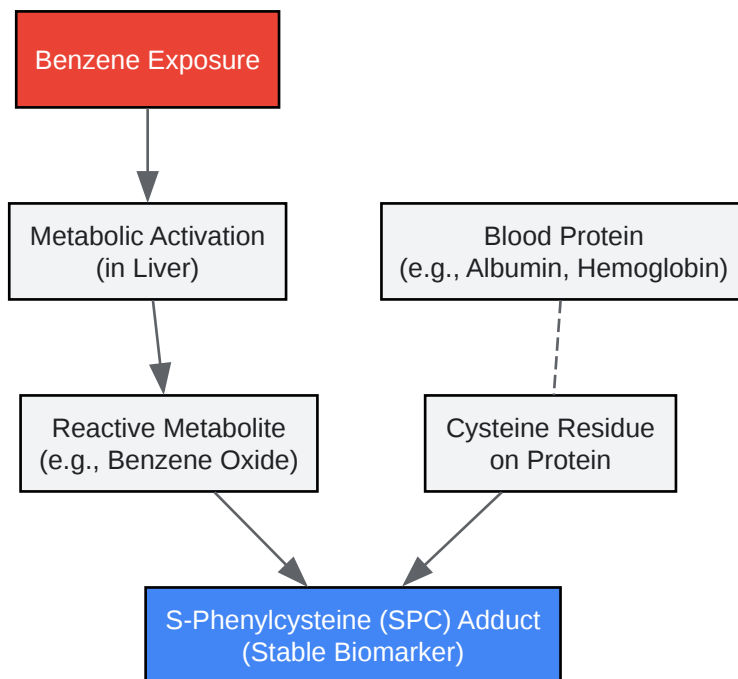 Benzene Exposure
Metabolic Activation
(in Liver)
Blood Protein
(e.g., Albumin, Hemoglobin)
Reactive Metabolite
(e.g., Benzene Oxide)
Cysteine Residue
on Protein
S-Phenylcysteine (SPC) Adduct
(Stable Biomarker)